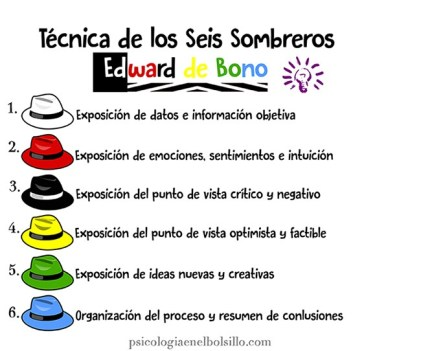 Técnica de los Seis Sombreros
Edward de Bono
1. Exposición de datos e información objetiva
2. Exposición de emociones, sentimientos e intuición
3. Exposición del punto de vista crítico y negativo
4. Exposición del punto de vista optimista y factible
5. Exposición de ideas nuevas y creativas
6. Organización del proceso y resumen de conlusiones
psicologiaenelbolsillo.com